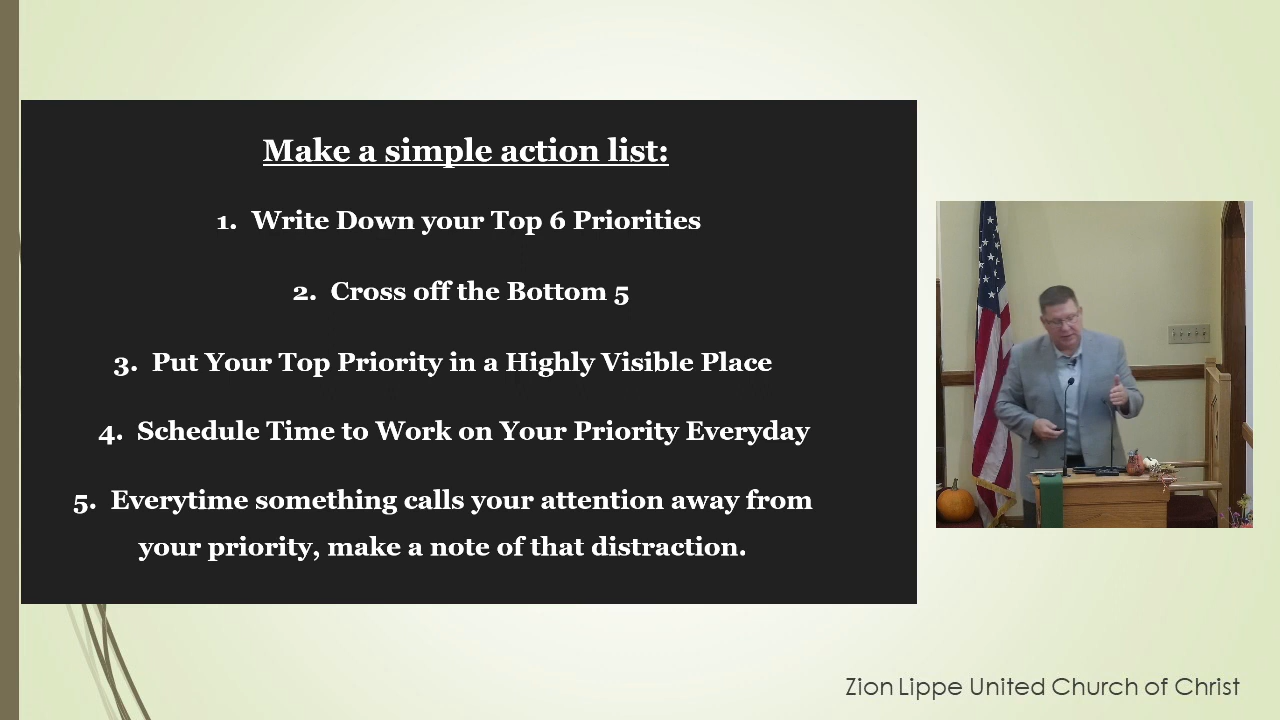 Make a simple action list:
1. Write Down your Top 6 Priorities
2. Cross off the Bottom 5
3. Put Your Top Priority in a Highly Visible Place
4. Schedule Time to Work on Your Priority Everyday
5. Everytime something calls your attention away from
your priority, make a note of that distraction.
Zion Lippe United Church of Christ